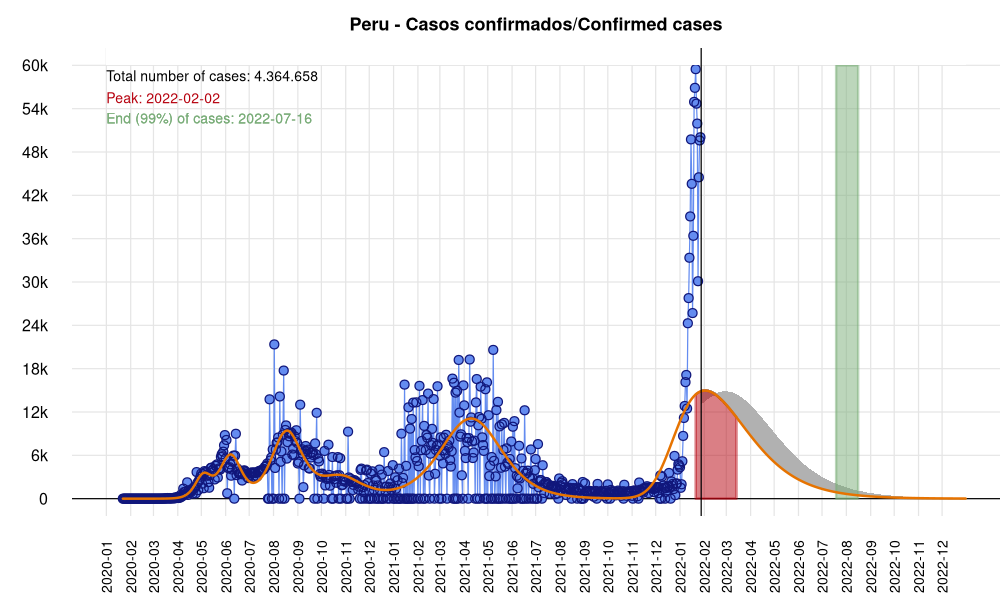 Peru - Casos confirmados/Confirmed cases
60k
54k
48k
42k
36k
30k
24k
18k
12k
6k
0
Total number of cases: 4.364.658
Peak: 2022-02-02
End (99%) of cases: 2022-07-16
2020-01
2020-02
2020-03
2020-04
2020-05
2020-06
2020-07
2020-08
2020-09
2020-10
2020-11
2020-12
2021-01
2021-02
2021-03
2021-04
2021-05
2021-06
2021-07
2021-08
2021-09
2021-10
2021-11
2021-12
2022-01
2022-02
2022-03
2022-04
2022-05
2022-06
2022-07
2022-08
2022-09
2022-10
2022-11
2022-12